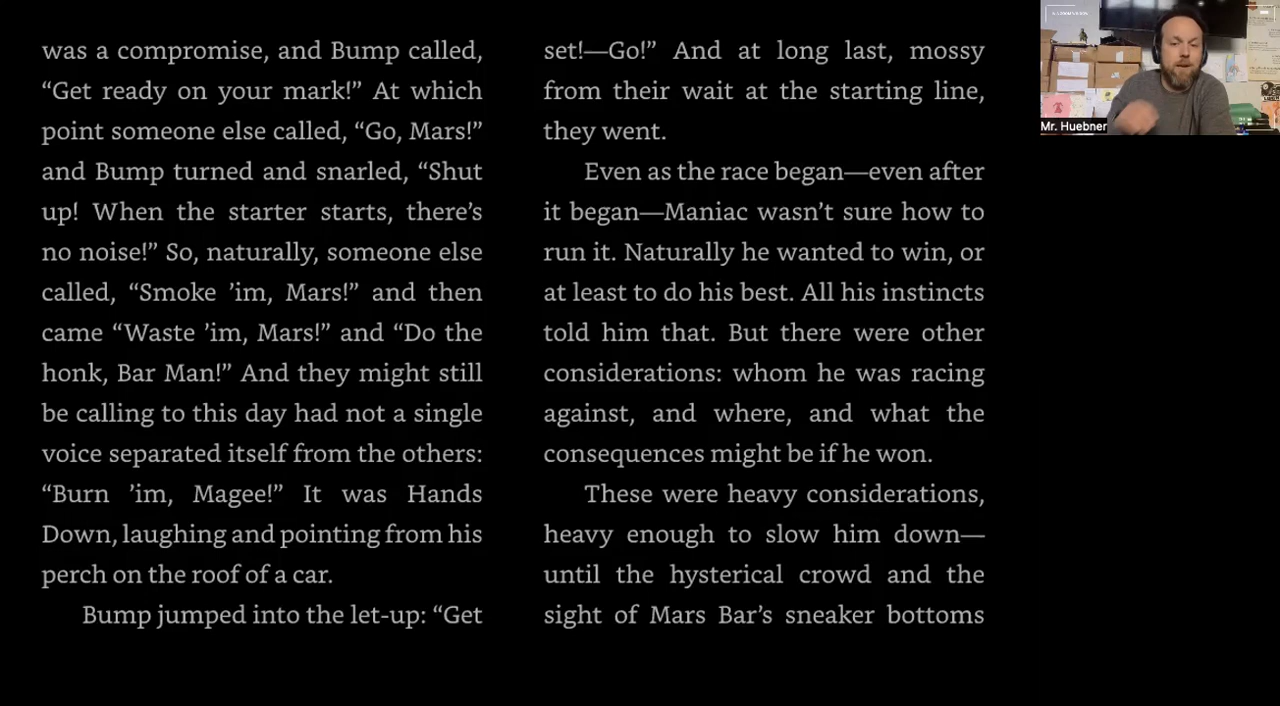 was a compromise, and Bump called,
“Get ready on your mark!” At which
point someone else called, “Go, Mars!”
and Bump turned and snarled, “Shut
up! When the starter starts, there’s
no noise!” So, naturally, someone else
called, “Smoke ’im, Mars!” and then
came “Waste ’im, Mars!” and “Do the
honk, Bar Man!” And they might still
be calling to this day had not a single
voice separated itself from the others:
“Burn ’im, Magee!” It was Hands
Down, laughing and pointing from his
perch on the roof of a car.
Bump jumped into the let-up: “Get
set!—Go!” And at long last, mossy
from their wait at the starting line,
they went.
Even as the race began—even after
it began—Maniac wasn’t sure how to
run it. Naturally he wanted to win, or
at least to do his best. All his instincts
told him that. But there were other
considerations: whom he was racing
against, and where, and what the
consequences might be if he won.
These were heavy considerations,
heavy enough to slow him down—
until the hysterical crowd and the
sight of Mars Bar’s sneaker bottoms
Mr. Huebner